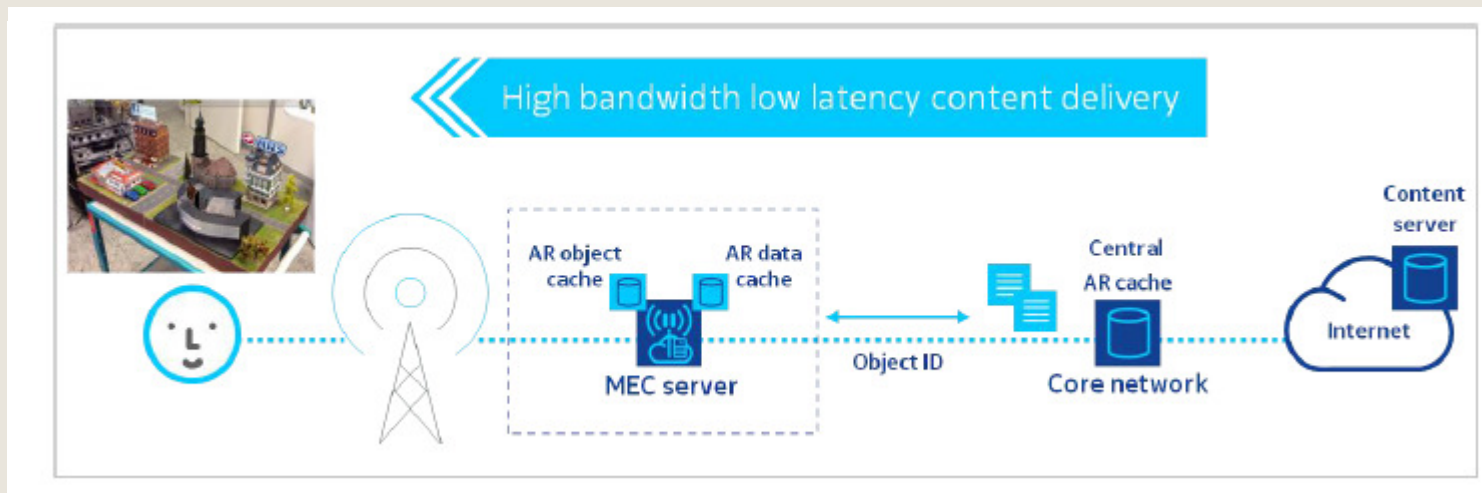 High bandwidth low latency content delivery
Content
server
AR object
cache
AR data
cache
Central
AR cache
Internet
Object ID
MEC server
Core network